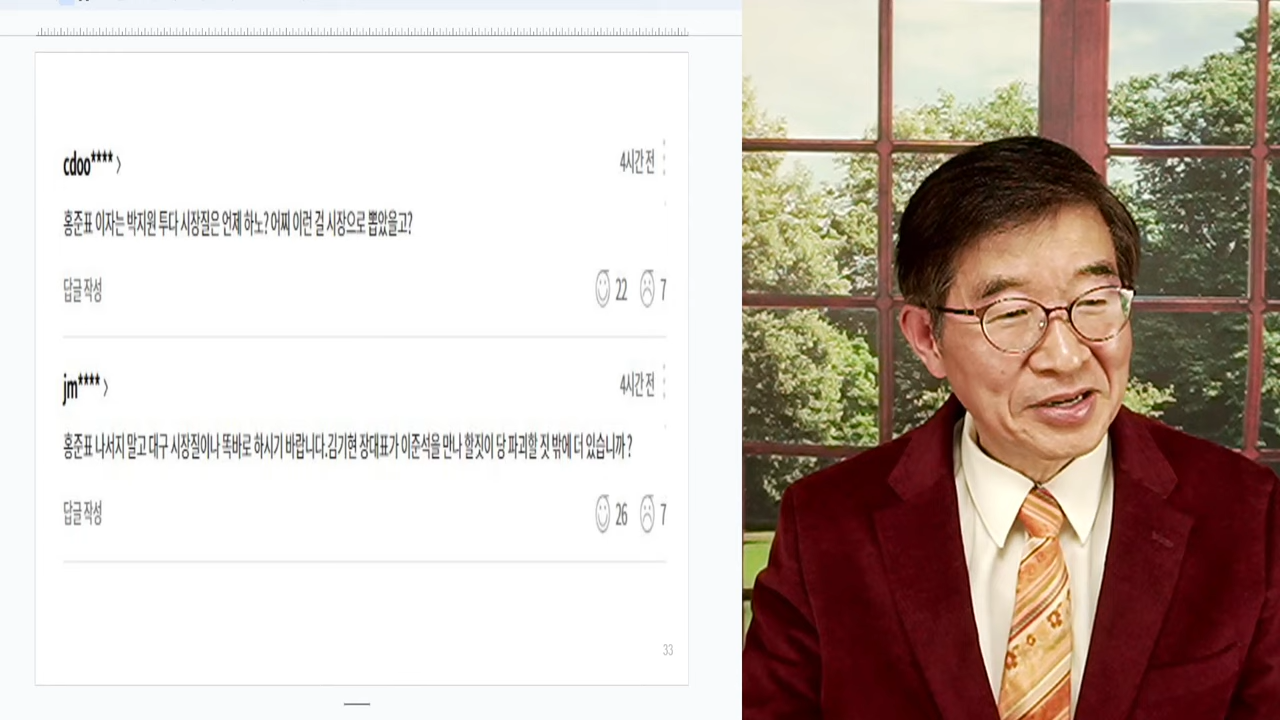 cdoo**** 〉
4시간 전
홍준표 이자는 박지원 투다 시장질은 언제 하노? 어찌 이런 걸 시장으로 뽑았을고?
답글 작성
22
7
jm**** 〉
4시간 전
홍준표 나서지 말고 대구 시장질이나 똑바로 하시기 바랍니다.김기현 장대표가 이준석을 만나 할짓이 당 파괴할 짓 밖에 더 있습니까 ?
답글 작성
26
7
33